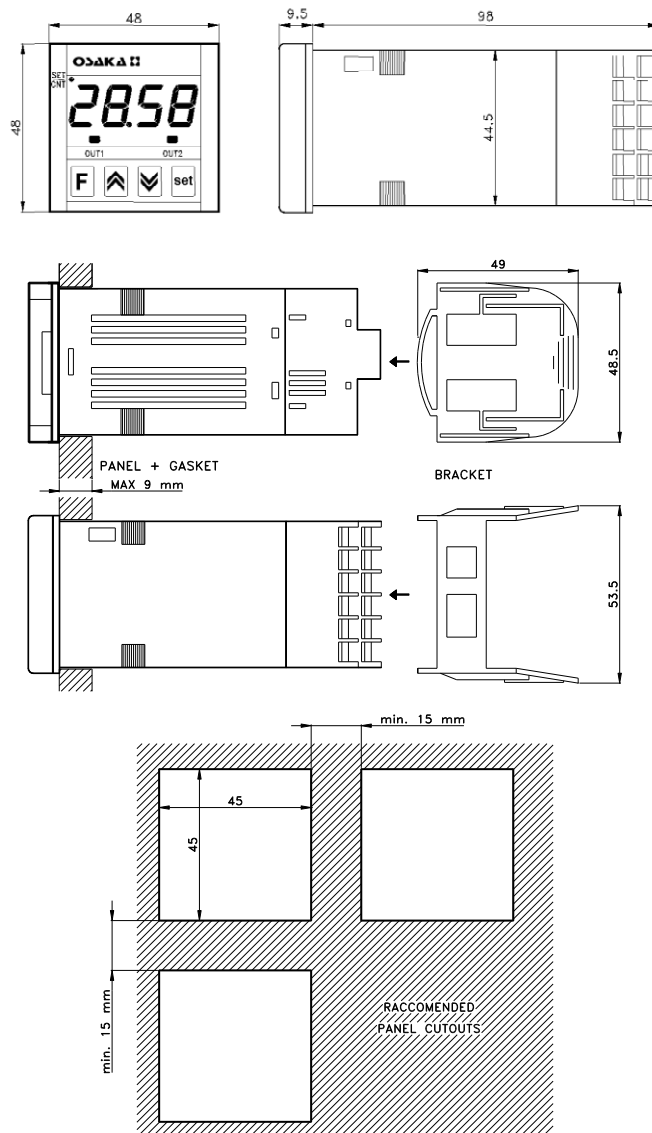 48
9,5
98
OSAKA
SET
CNT
28.58
OUT1
OUT2
F
set
48
44.5
49
48.5
PANEL + GASKET
MAX 9 mm
BRACKET
53.5
min. 15 mm
45
45
min. 15 mm
RACCOMENDED
PANEL CUTOUTS